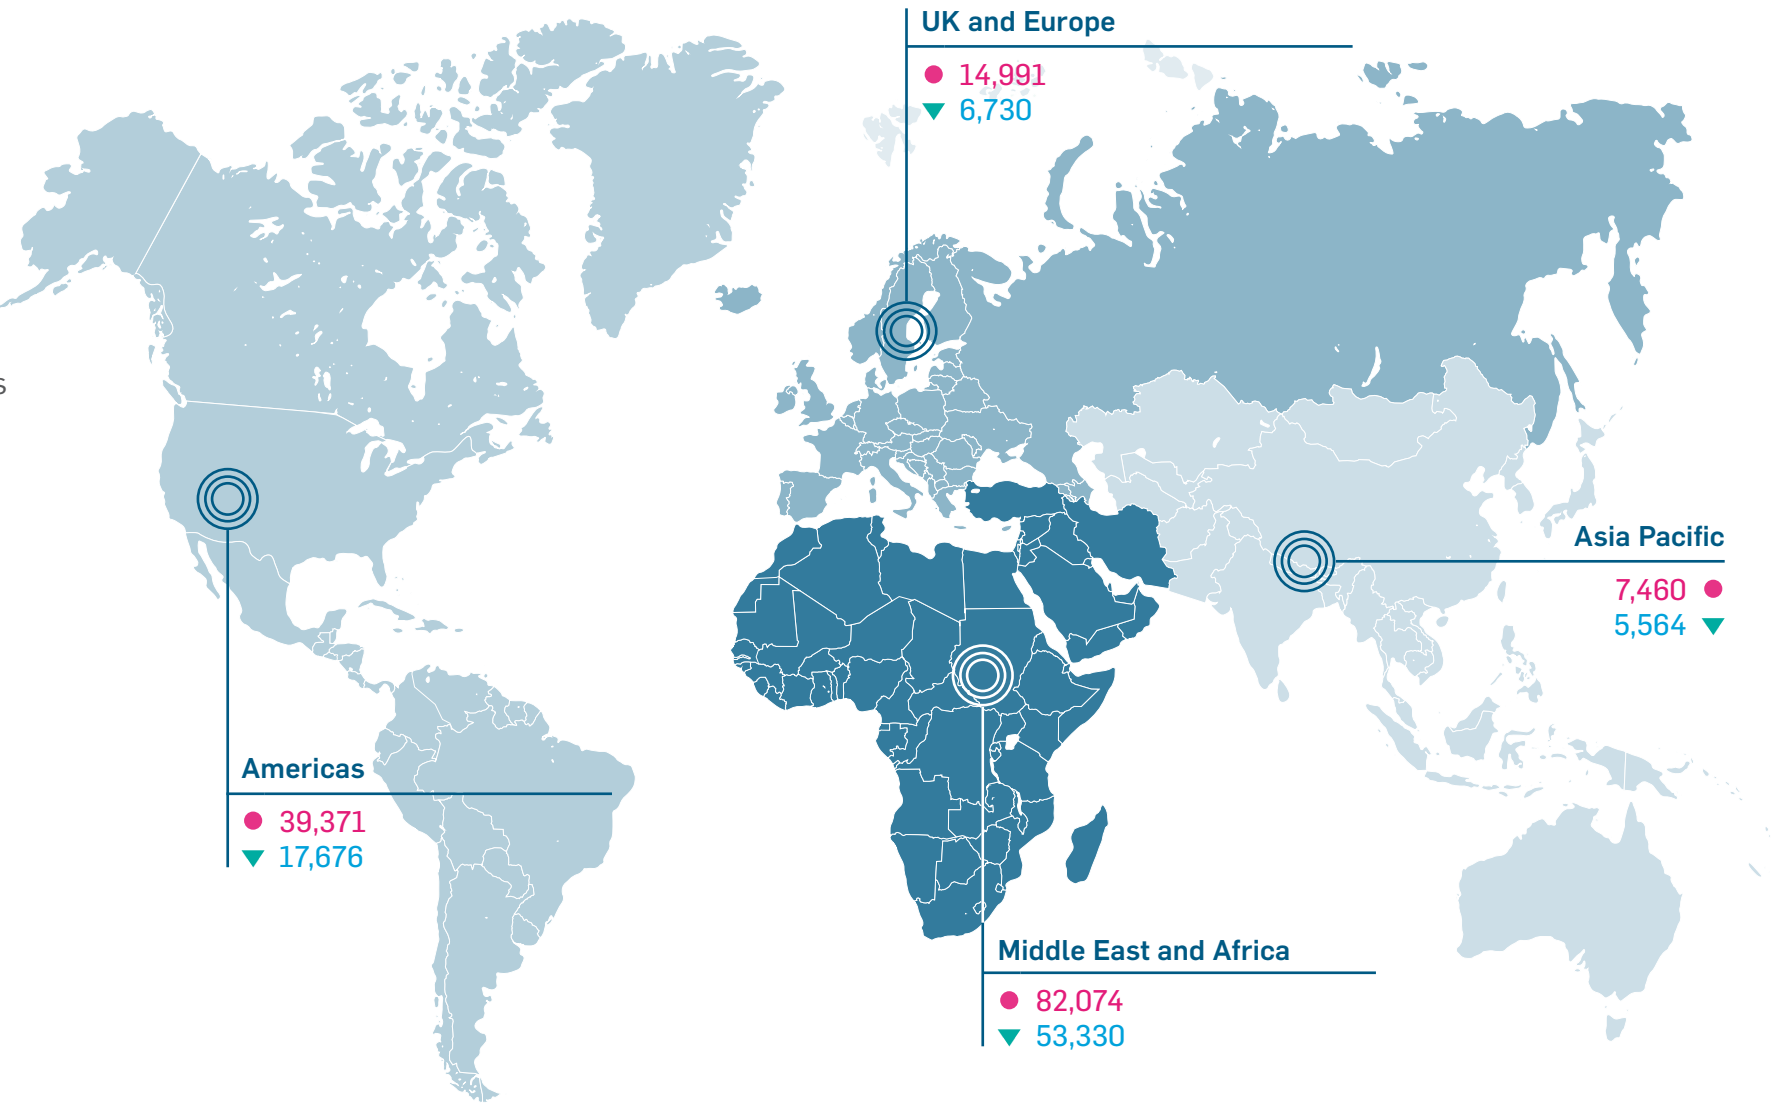 UK and Europe
14,991
6,730
s
Asia Pacific
7,460
5,564
Americas
39,371
17,676
Middle East and Africa
82,074
53,330